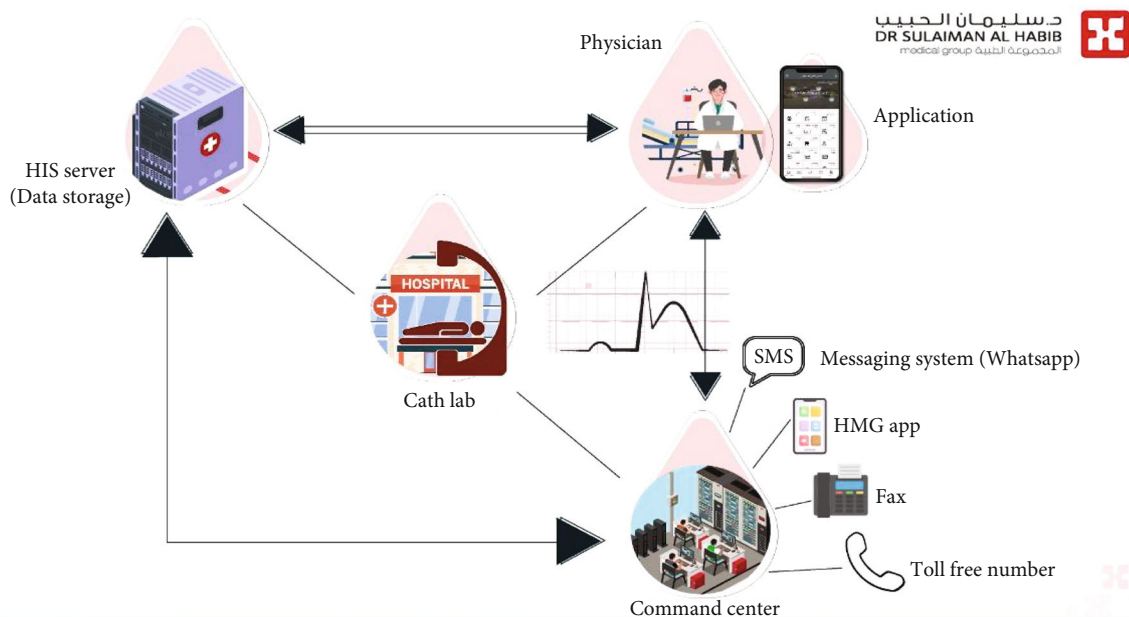 د.سليمان الحبيب
DR SULAIMAN AL HABIB
medical group المجموعة الطبية
Physician
Application
HIS server
(Data storage)
HOSPITAL
Cath lab
SMS
Messaging system (Whatsapp)
HMG app
Fax
Toll free number
Command center